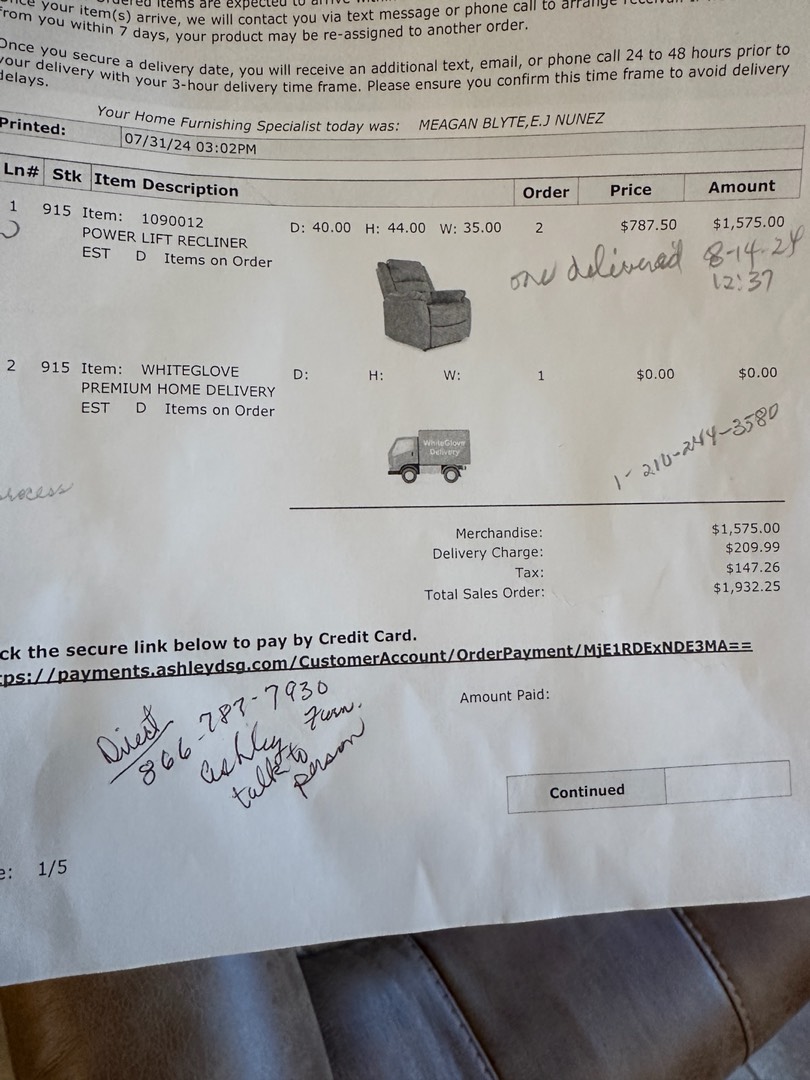 your item(s) arrive, we will contact you via text message or phone call to arrange
from you within 7 days, your product may be re-assigned to another order.
Once you secure a delivery date, you will receive an additional text, email, or phone call 24 to 48 hours prior to
your delivery with your 3-hour delivery time frame. Please ensure you confirm this time frame to avoid delivery
delays.
Your Home Furnishing Specialist today was: MEAGAN BLYTE,E.J NUNEZ
Printed: 07/31/24 03:02PM
Ln# Stk Item Description Order Price Amount
1 915 Item: 1090012 D: 40.00 H: 44.00 W: 35.00 2 $787.50 $1,575.00
POWER LIFT RECLINER
EST D Items on Order
one delivered 8-14-24
12:37
2 915 Item: WHITEGLOVE D: H: W: 1 $0.00 $0.00
PREMIUM HOME DELIVERY
EST D Items on Order
WhiteGlove
Delivery
1-210-244-3580
Merchandise: $1,575.00
Delivery Charge: $209.99
Tax: $147.26
Total Sales Order: $1,932.25
ck the secure link below to pay by Credit Card.
ps://payments.ashleydsg.com/CustomerAccount/OrderPayment/MjE1RDExNDE3MA==
Amount Paid:
Direct
866-787-7930
Ashley Furn.
talk to
person
Continued
e: 1/5